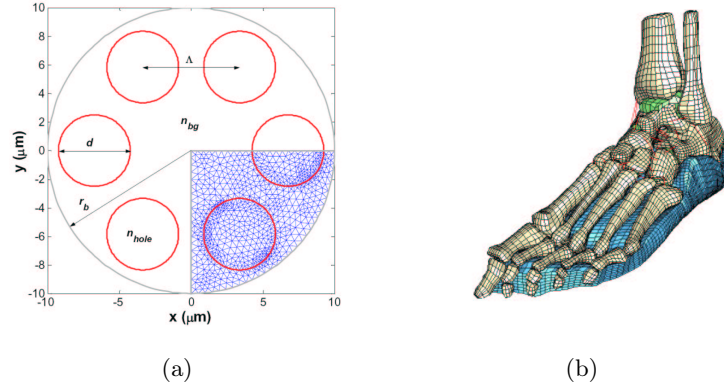 10
8
6
4
2
0
-2
-4
-6
-8
-10
y (μm)
Λ
n_bg
d
r_b
n_hole
-10 -5 0 5 10
x (μm)
(a) (b)